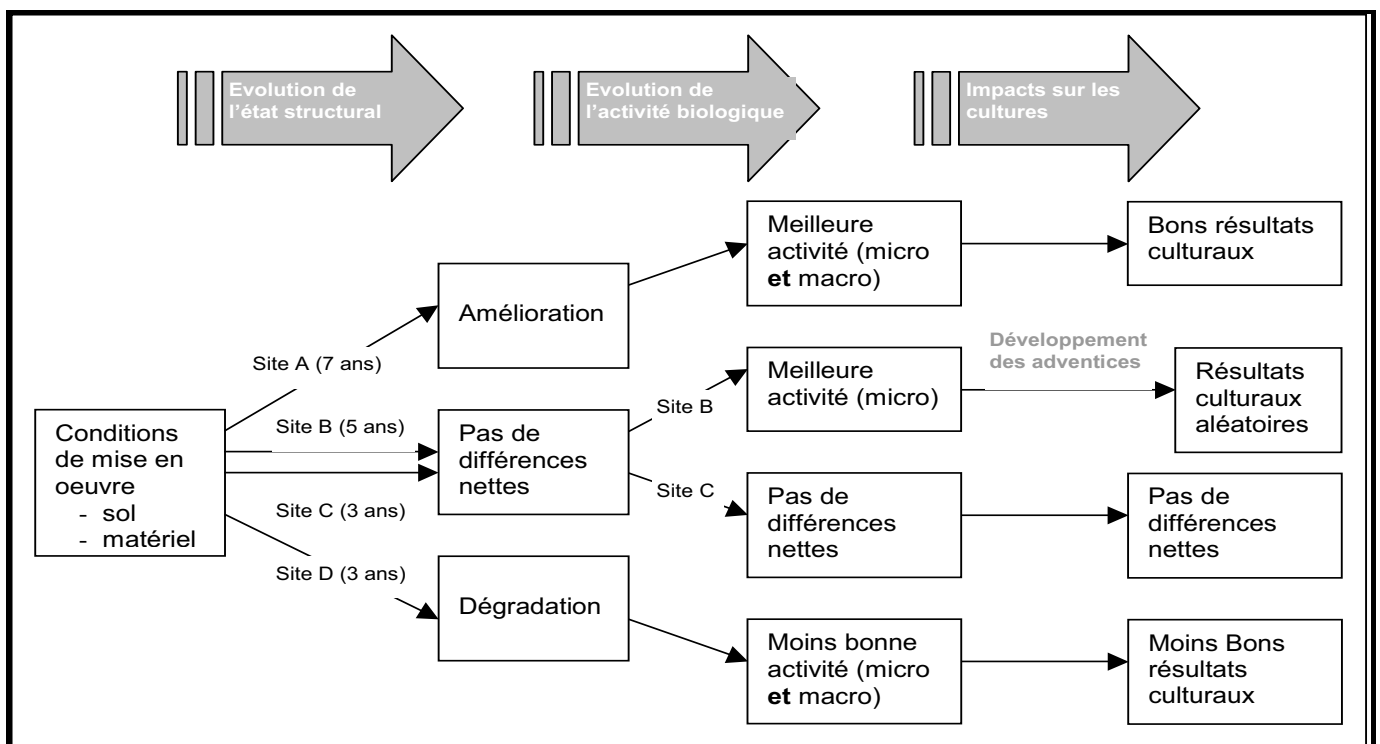 Evolution de
l'état structural
Evolution de
l'activité biologique
Impacts sur les
cultures
Conditions
de mise en
oeuvre
- sol
- matériel
Site A (7 ans)
Site B (5 ans)
Site C (3 ans)
Site D (3 ans)
Amélioration
Pas de
différences
nettes
Dégradation
Site B
Site C
Meilleure
activité (micro
et macro)
Meilleure
activité (micro)
Pas de
différences
nettes
Moins bonne
activité (micro
et macro)
Développement
des adventices
Bons résultats
culturaux
Résultats
culturaux
aléatoires
Pas de
différences
nettes
Moins Bons
résultats
culturaux